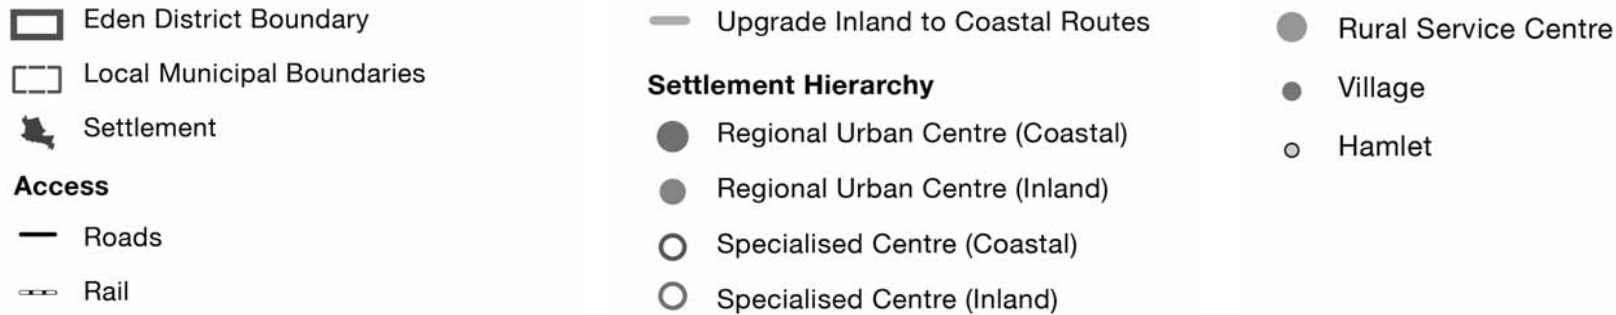 Eden District Boundary
Local Municipal Boundaries
Settlement
Access
Roads
Rail
Upgrade Inland to Coastal Routes
Settlement Hierarchy
Regional Urban Centre (Coastal)
Regional Urban Centre (Inland)
Specialised Centre (Coastal)
Specialised Centre (Inland)
Rural Service Centre
Village
Hamlet